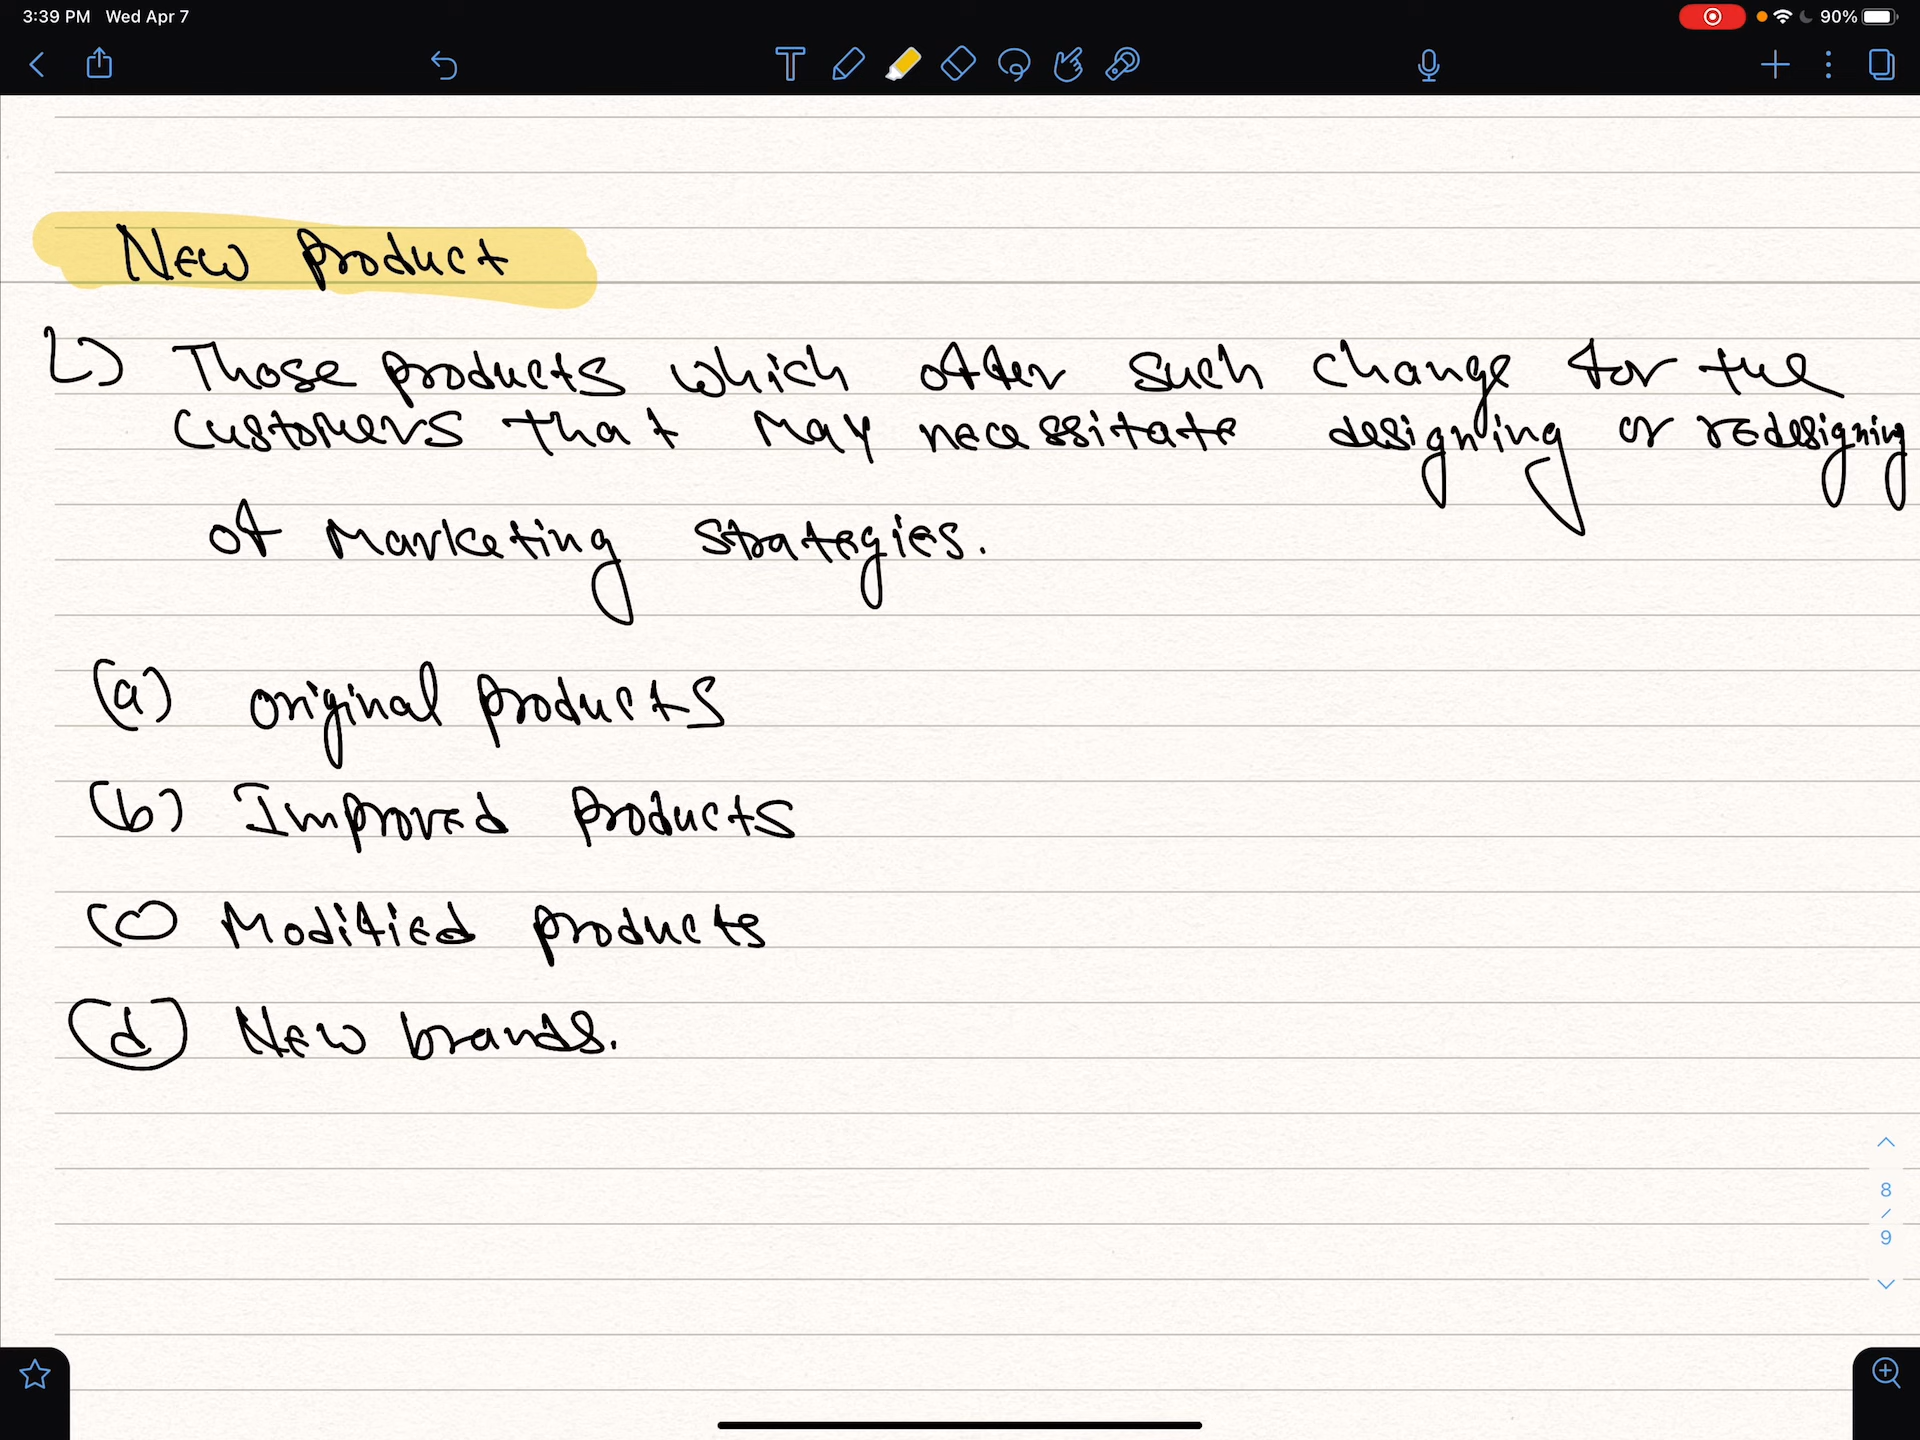 3:39 PM Wed Apr 7
90%
New product
Those products which offer such change for the
customers that may necessitate designing or redesigning
of marketing strategies.
(a) original products
(b) Improved products
(c) Modified products
(d) New brands.
8
/
9